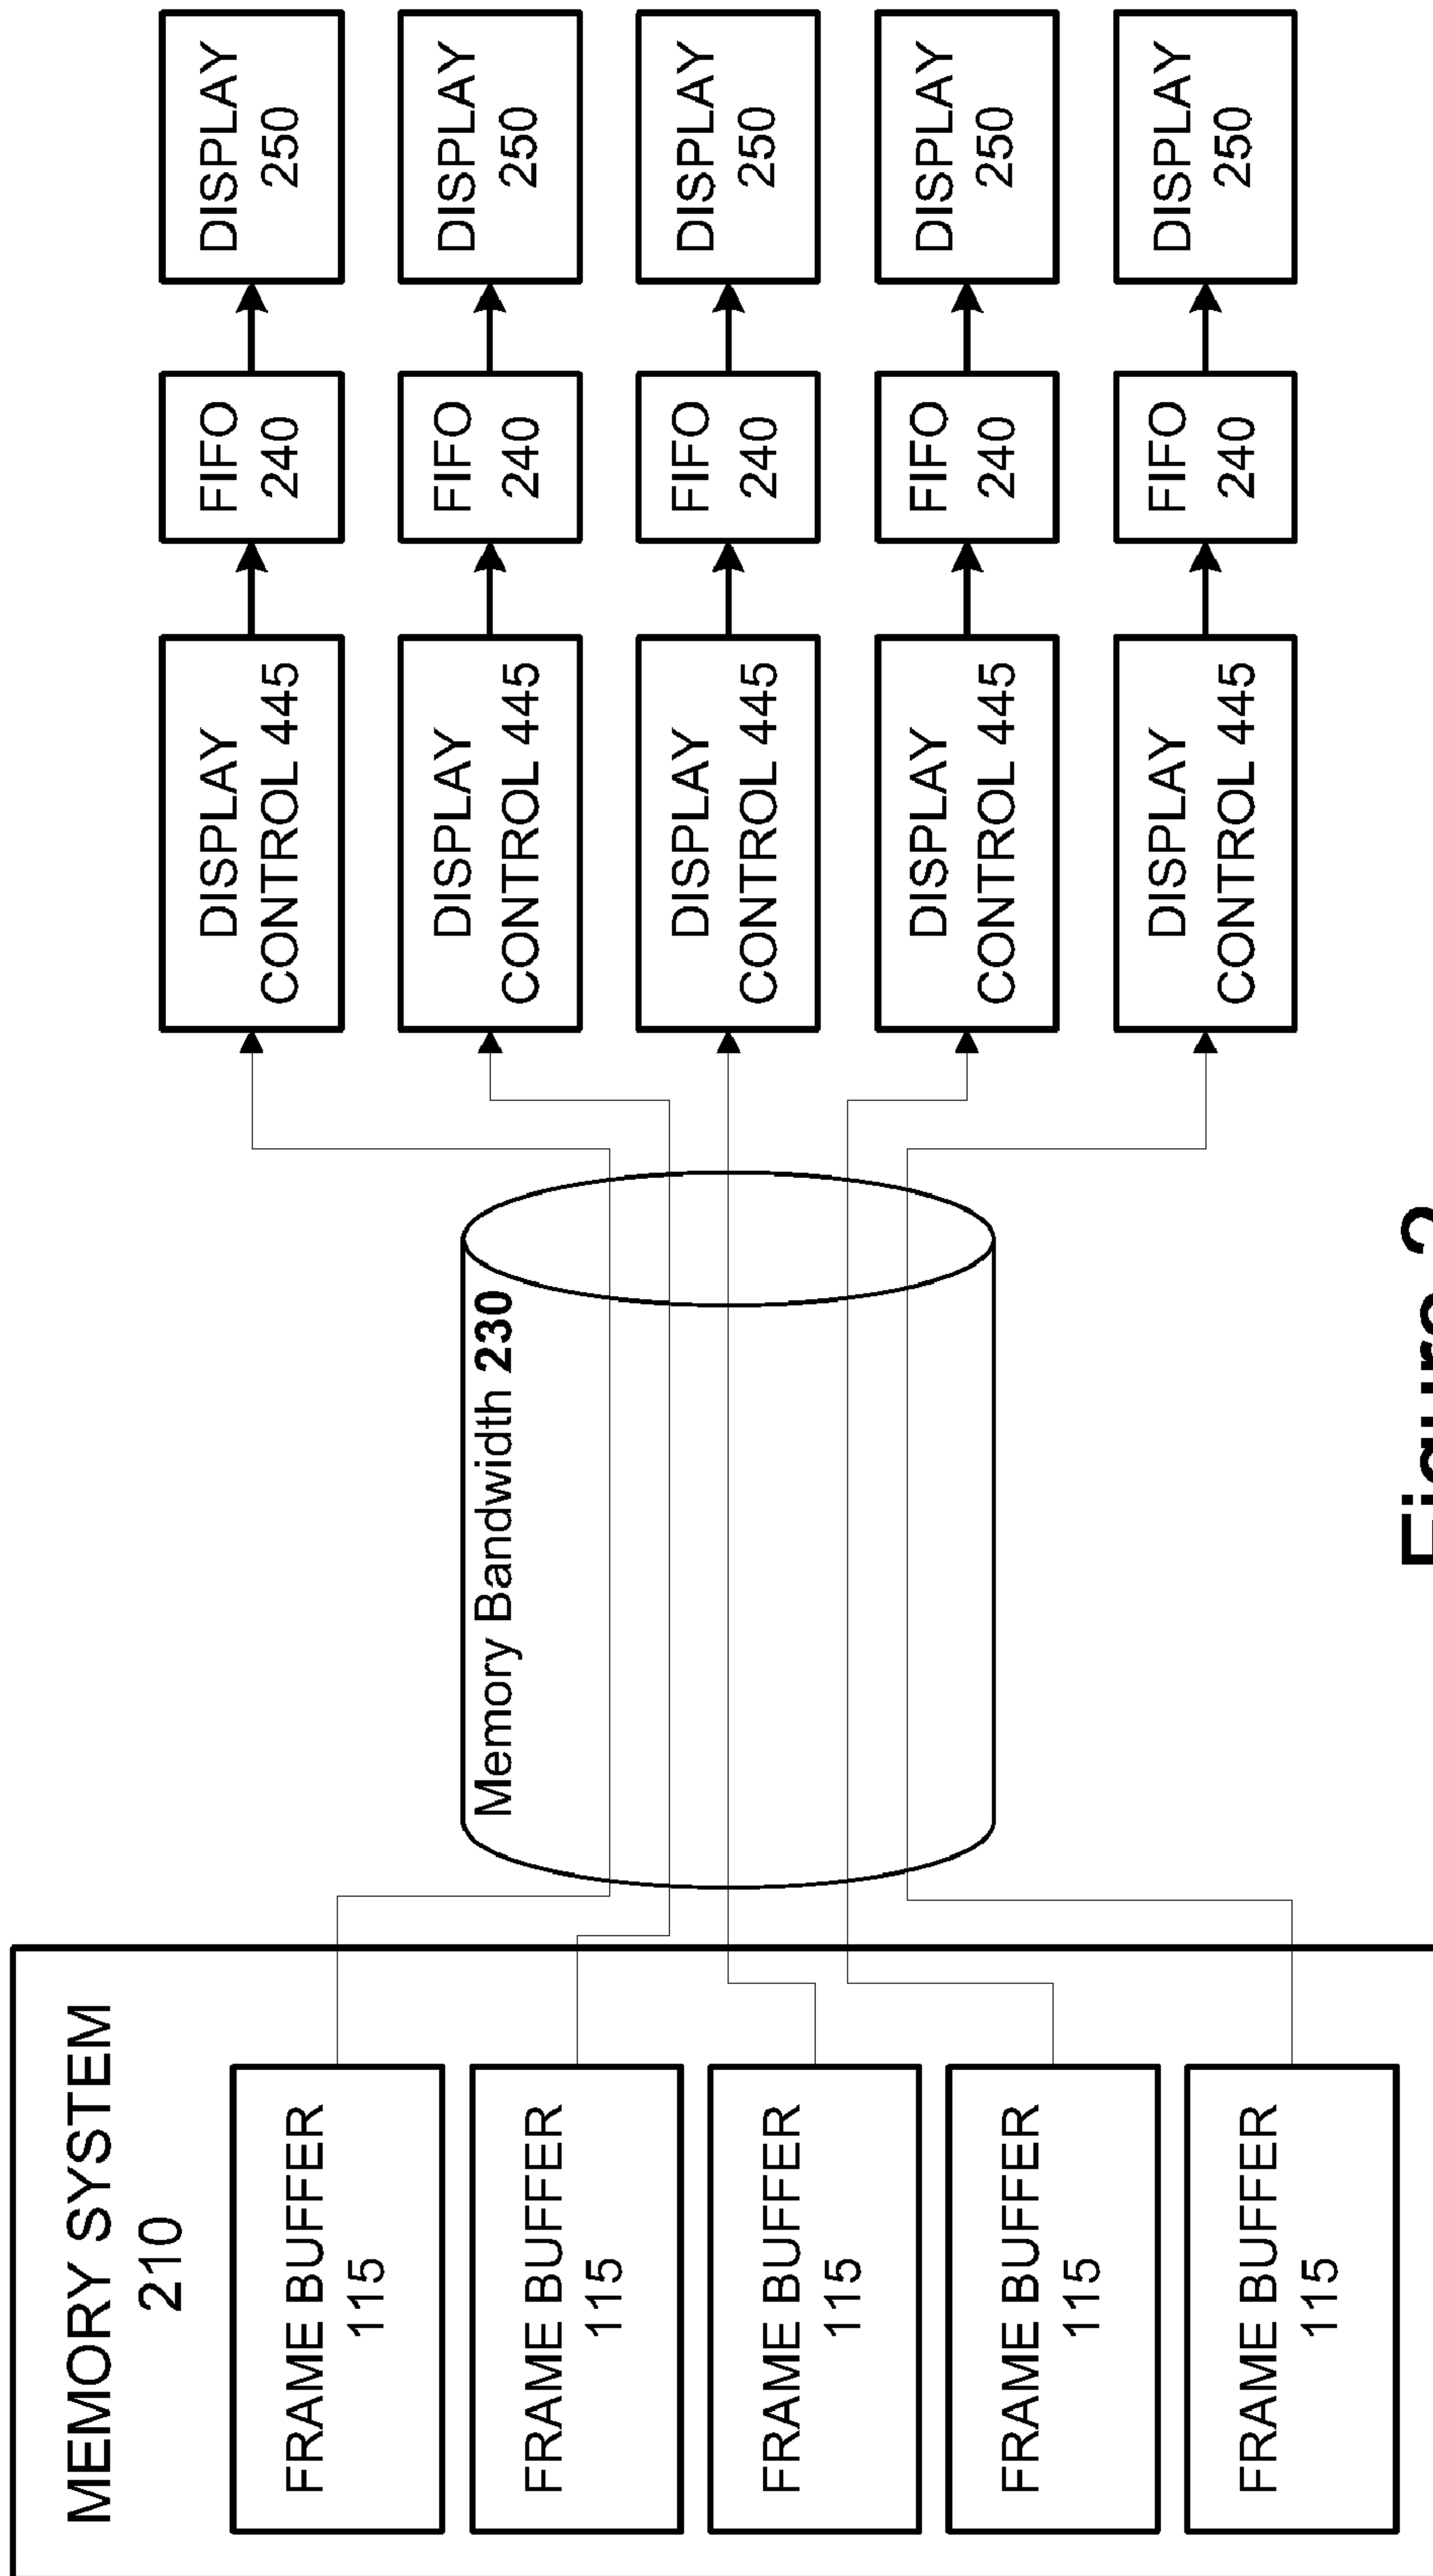 MEMORY SYSTEM
210
FRAME BUFFER
115
FRAME BUFFER
115
FRAME BUFFER
115
FRAME BUFFER
115
FRAME BUFFER
115
Memory Bandwidth 230
DISPLAY
CONTROL 445
DISPLAY
CONTROL 445
DISPLAY
CONTROL 445
DISPLAY
CONTROL 445
DISPLAY
CONTROL 445
FIFO
240
FIFO
240
FIFO
240
FIFO
240
FIFO
240
DISPLAY
250
DISPLAY
250
DISPLAY
250
DISPLAY
250
DISPLAY
250
Figure